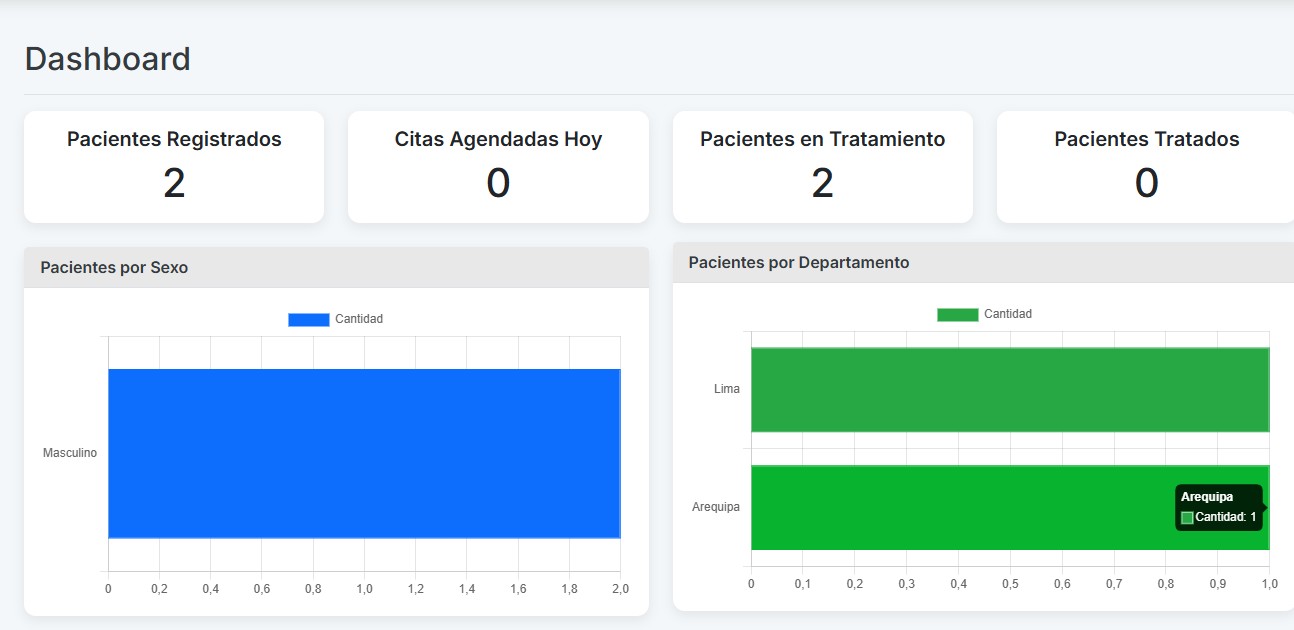 Dashboard
Pacientes Registrados
2
Citas Agendadas Hoy
0
Pacientes en Tratamiento
2
Pacientes Tratados
0
Pacientes por Sexo
Cantidad
Masculino
0 0,2 0,4 0,6 0,8 1,0 1,2 1,4 1,6 1,8 2,0
Pacientes por Departamento
Cantidad
Lima
Arequipa
Arequipa
Cantidad: 1
0 0,1 0,2 0,3 0,4 0,5 0,6 0,7 0,8 0,9 1,0